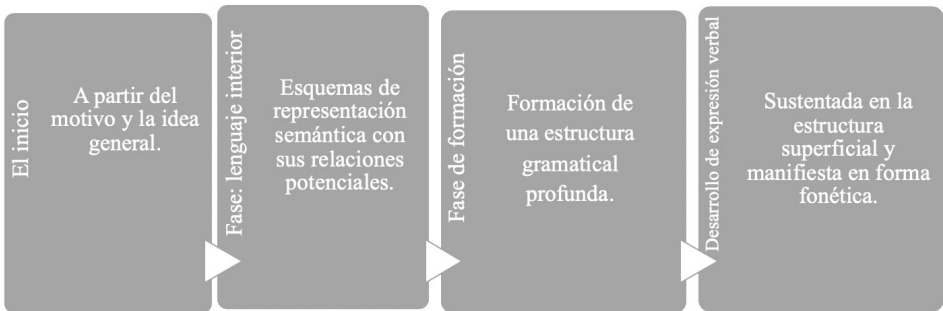 El inicio
A partir del
motivo y la idea
general.
Fase: lenguaje interior
Esquemas de
representación
semántica con
sus relaciones
potenciales.
Fase de formación
Formación de
una estructura
gramatical
profunda.
Desarrollo de expresión verbal
Sustentada en la
estructura
superficial y
manifiesta en forma
fonética.